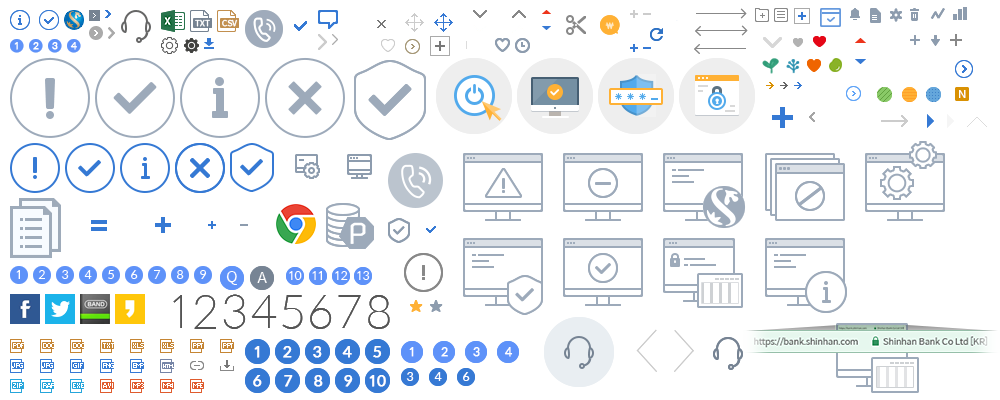 TXT
CSV
1 2 3 4
W
N
P
1 2 3 4 5 6 7 8 9 Q A 10 11 12 13
BAND
12345678
https://bank.shinhan.com Shinhan Bank Co Ltd [KR]
1 2 3 4 5
1 2 3 4
6 7 8 9 10
3 4 6